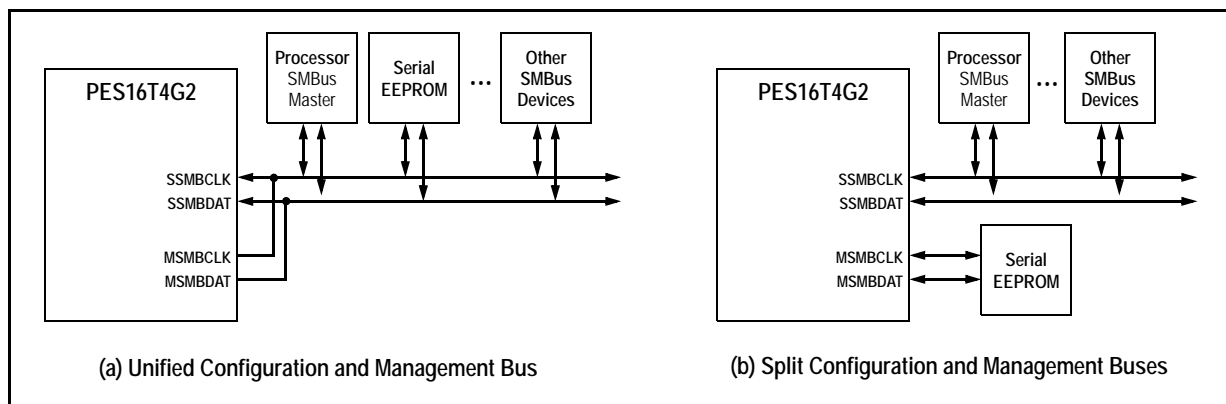 PES16T4G2
Processor
SMBus
Master
Serial
EEPROM
...
Other
SMBus
Devices
SSMBCLK
SSMBDAT
MSMBCLK
MSMBDAT
(a) Unified Configuration and Management Bus
PES16T4G2
Processor
SMBus
Master
...
Other
SMBus
Devices
SSMBCLK
SSMBDAT
MSMBCLK
MSMBDAT
Serial
EEPROM
(b) Split Configuration and Management Buses